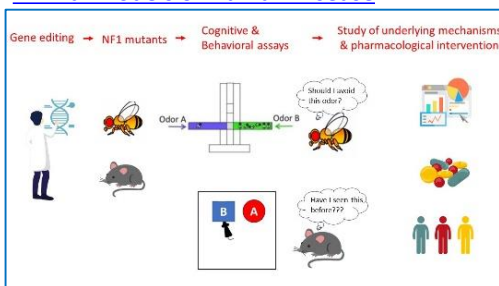 Gene editing → NF1 mutants → Cognitive &
Behavioral assays → Study of underlying mechanisms
& pharmacological intervention
Should I avoid
this odor?
Odor A
Odor B
B
A
Have I seen this
before???